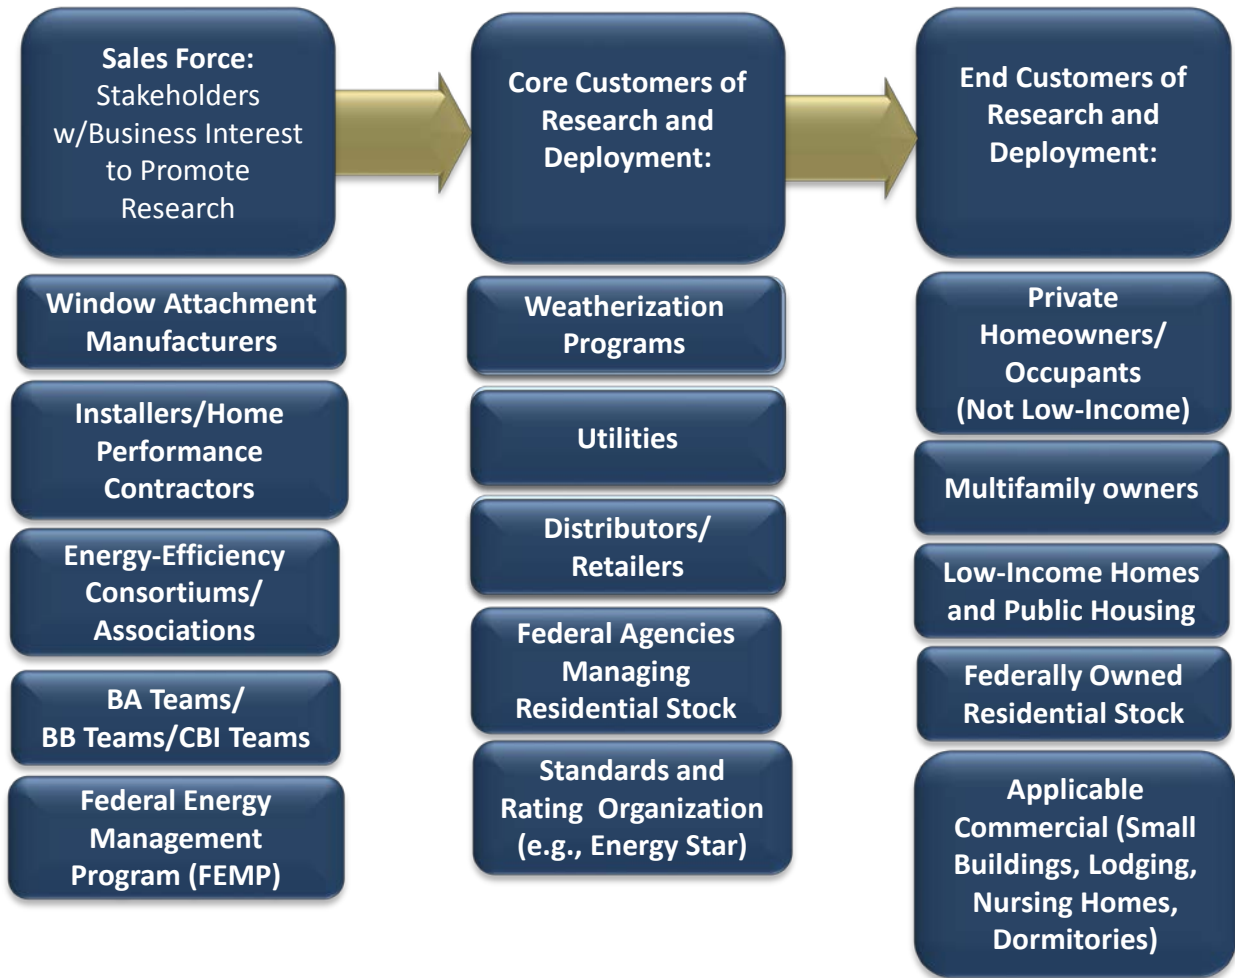 Sales Force:
Stakeholders
w/Business Interest
to Promote
Research
Window Attachment
Manufacturers
Installers/Home
Performance
Contractors
Energy-Efficiency
Consortiums/
Associations
BA Teams/
BB Teams/CBI Teams
Federal Energy
Management
Program (FEMP)
Core Customers of
Research and
Deployment:
Weatherization
Programs
Utilities
Distributors/
Retailers
Federal Agencies
Managing
Residential Stock
Standards and
Rating Organization
(e.g., Energy Star)
End Customers of
Research and
Deployment:
Private
Homeowners/
Occupants
(Not Low-Income)
Multifamily owners
Low-Income Homes
and Public Housing
Federally Owned
Residential Stock
Applicable
Commercial (Small
Buildings, Lodging,
Nursing Homes,
Dormitories)